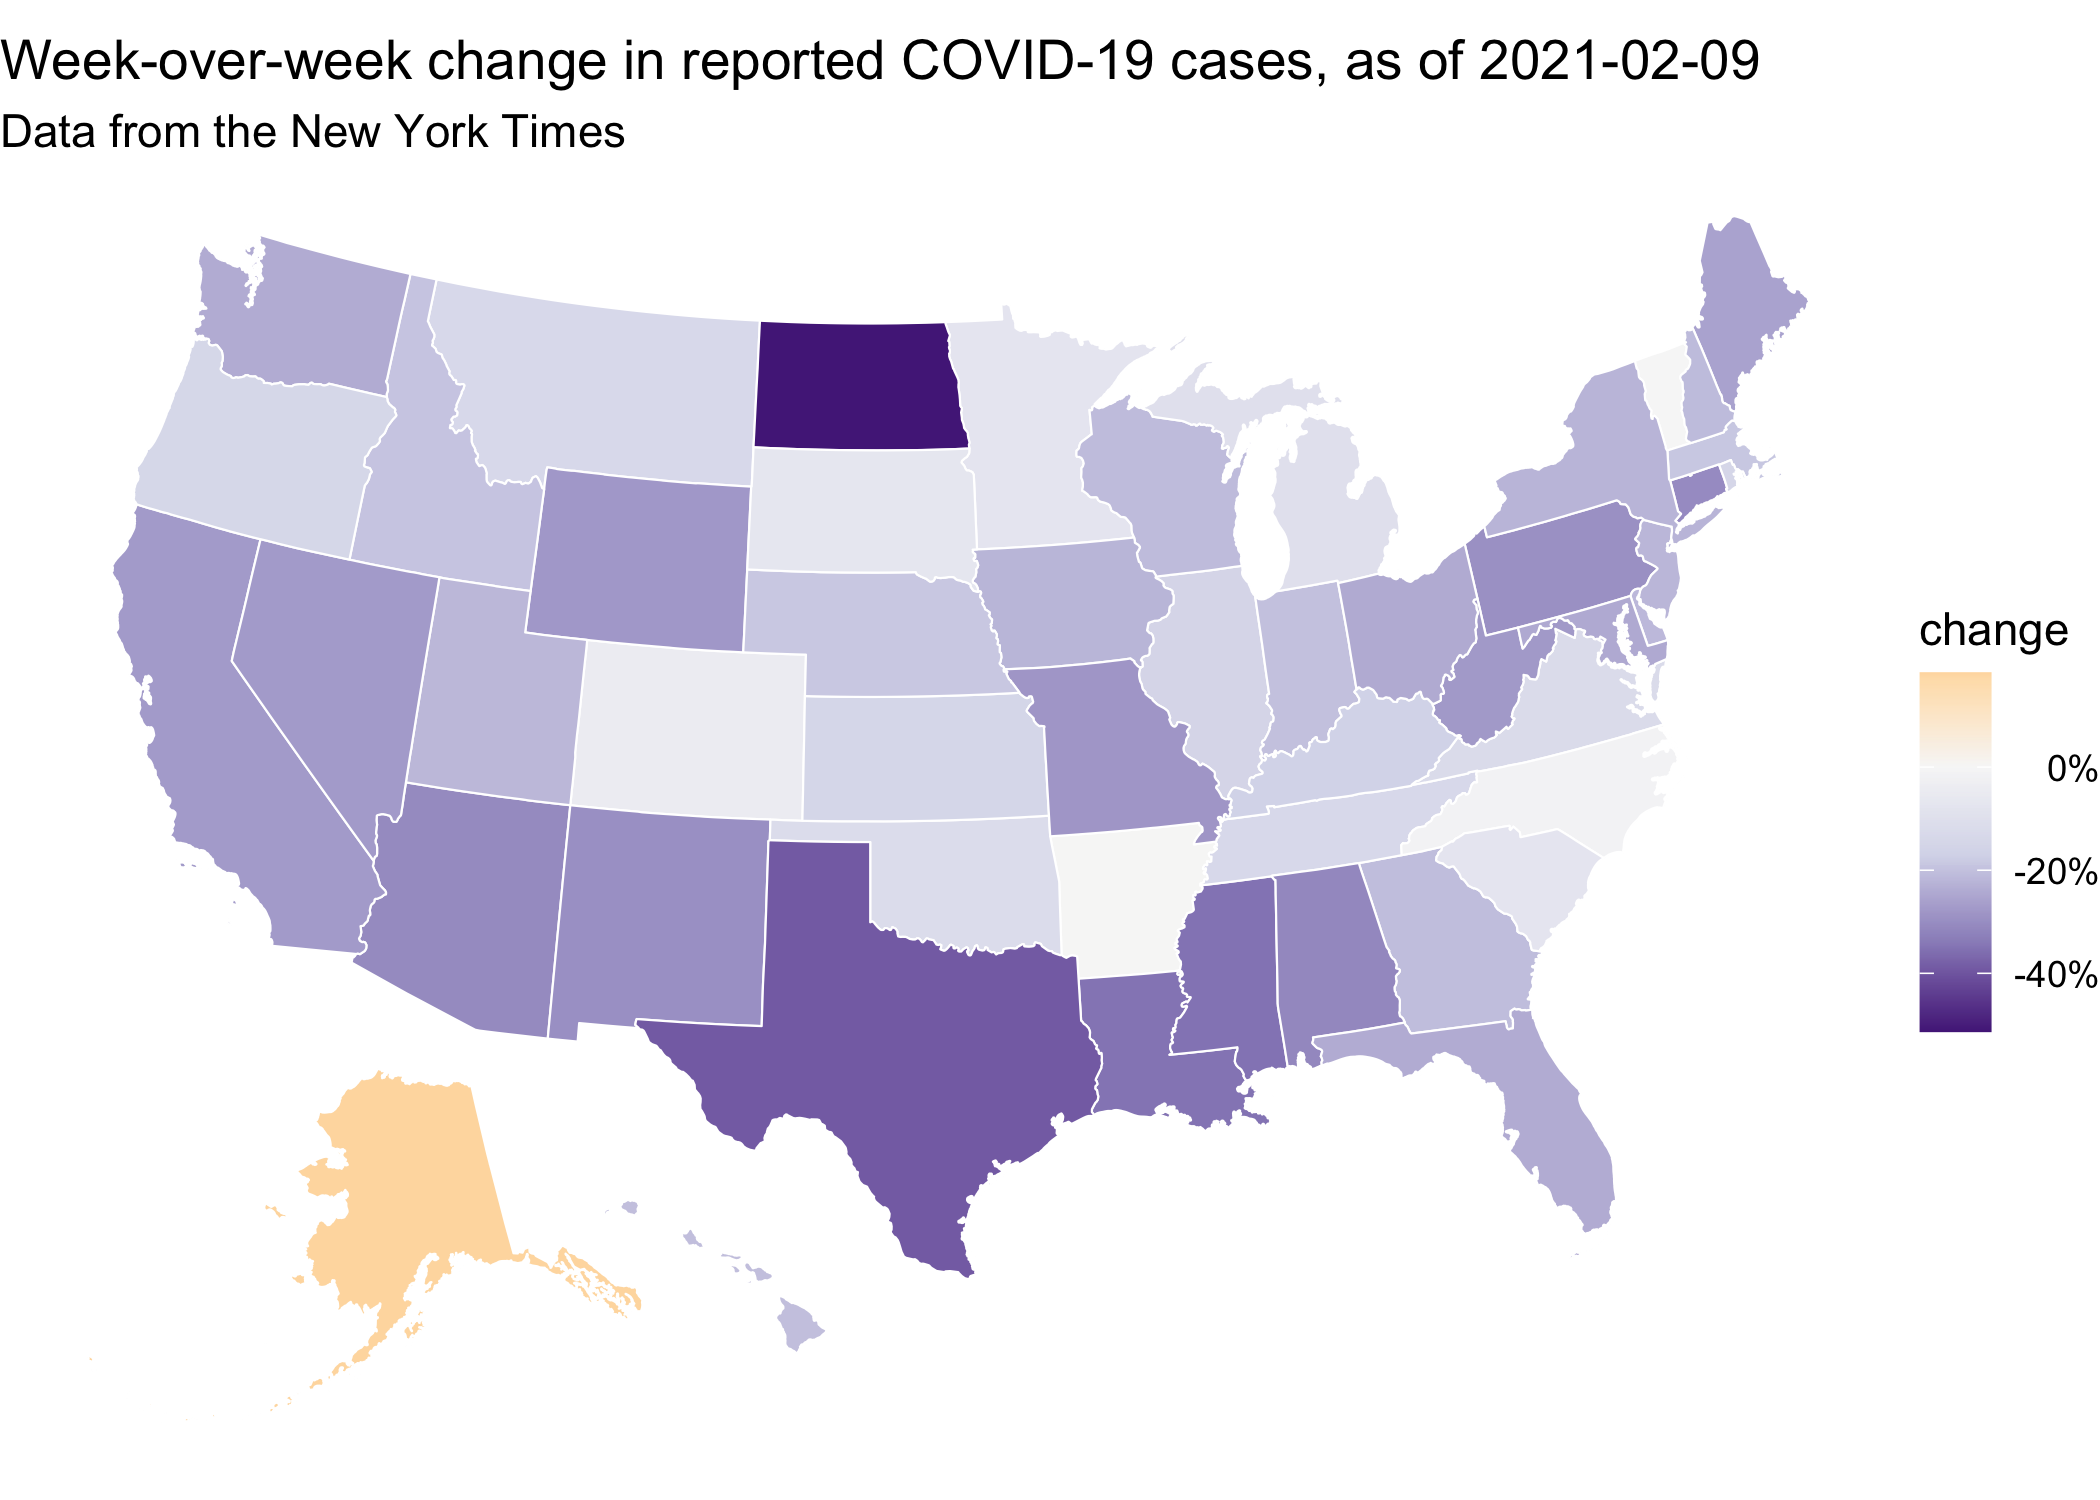 Week-over-week change in reported COVID-19 cases, as of 2021-02-09
Data from the New York Times
change
0%
-20%
-40%